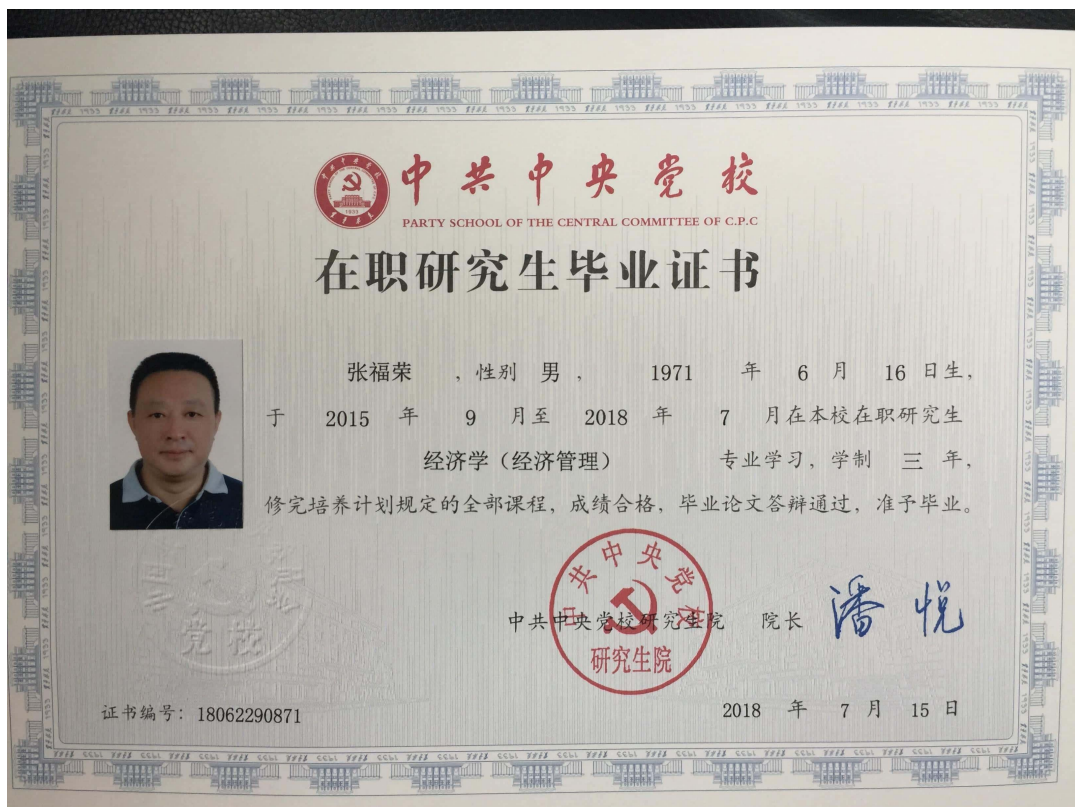 中共中央党校
PARTY SCHOOL OF THE CENTRAL COMMITTEE OF C.P.C
在职研究生毕业证书
张福荣 ，性别 男 ， 1971 年 6 月 16 日生，
于 2015 年 9 月至 2018 年 7 月在本校在职研究生
经济学（经济管理） 专业学习，学制 三 年，
修完培养计划规定的全部课程，成绩合格，毕业论文答辩通过，准予毕业。
中共中央党校
研究生院
中共中央党校研究生院 院长 潘悦
党校
证书编号：18062290871
2018 年 7 月 15 日